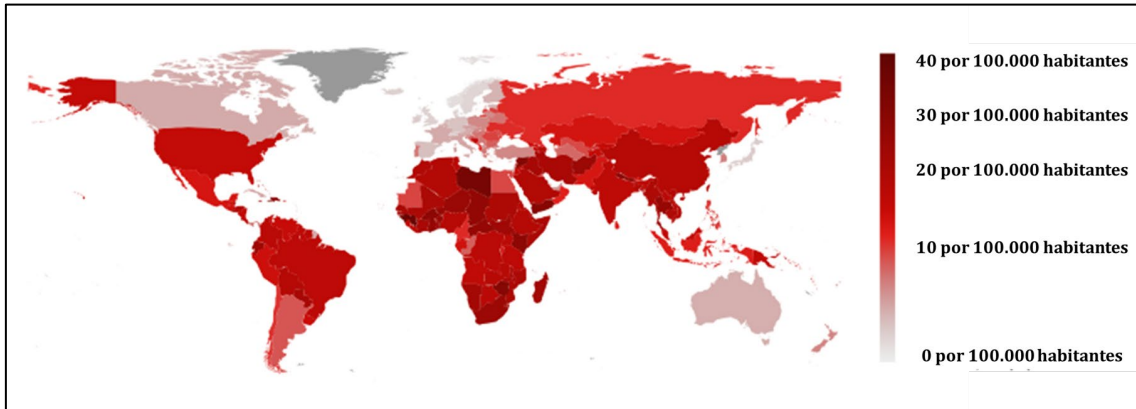 40 por 100.000 habitantes
30 por 100.000 habitantes
20 por 100.000 habitantes
10 por 100.000 habitantes
0 por 100.000 habitantes